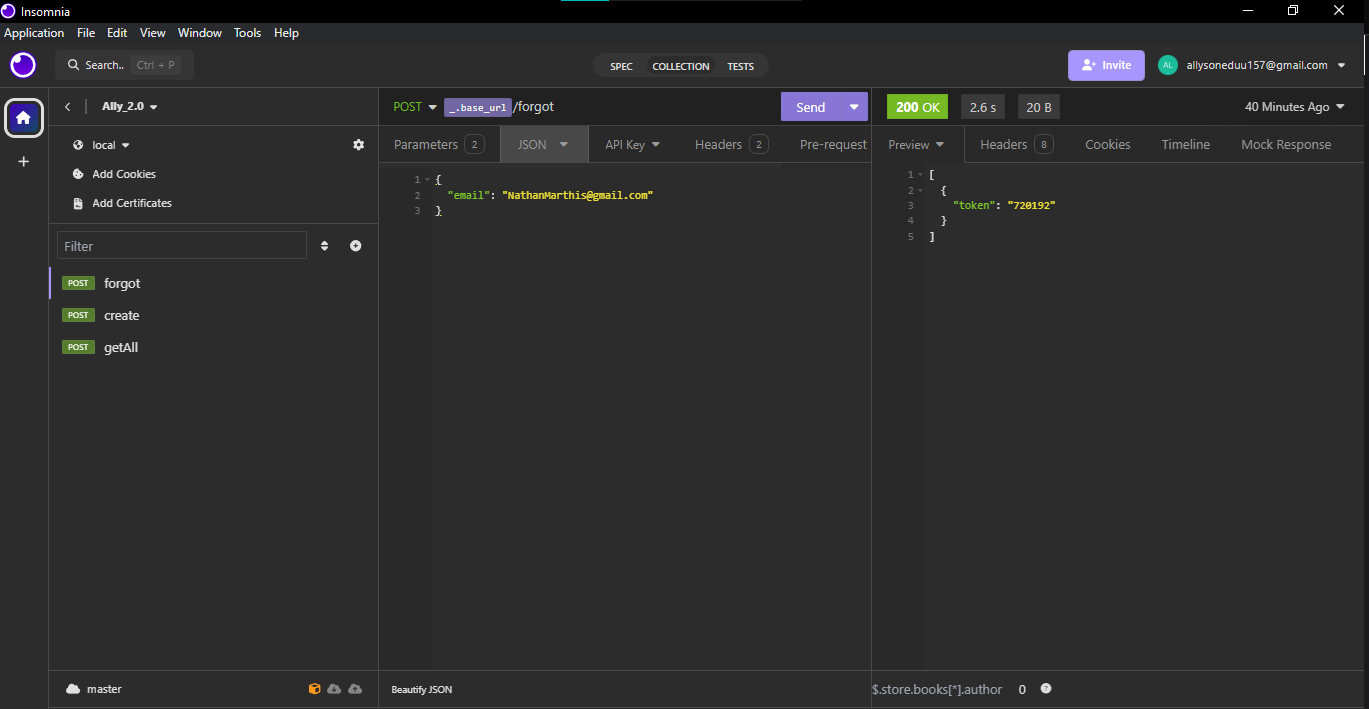 Insomnia
Application File Edit View Window Tools Help
Search.. Ctrl + P
SPEC COLLECTION TESTS
Invite
AL
allysoneduu157@gmail.com
Ally_2.0
local
Add Cookies
Add Certificates
Filter
POST forgot
POST create
POST getAll
master
POST _.base_url/forgot
Send
Parameters 2 JSON API Key Headers 2 Pre-request
1 {
2 "email": "NathanMarthis@gmail.com"
3 }
Beautify JSON
200 OK 2.6 s 20 B 40 Minutes Ago
Preview Headers 8 Cookies Timeline Mock Response
1 [
2 {
3 "token": "720192"
4 }
5 ]
$.store.books[*].author 0 ?